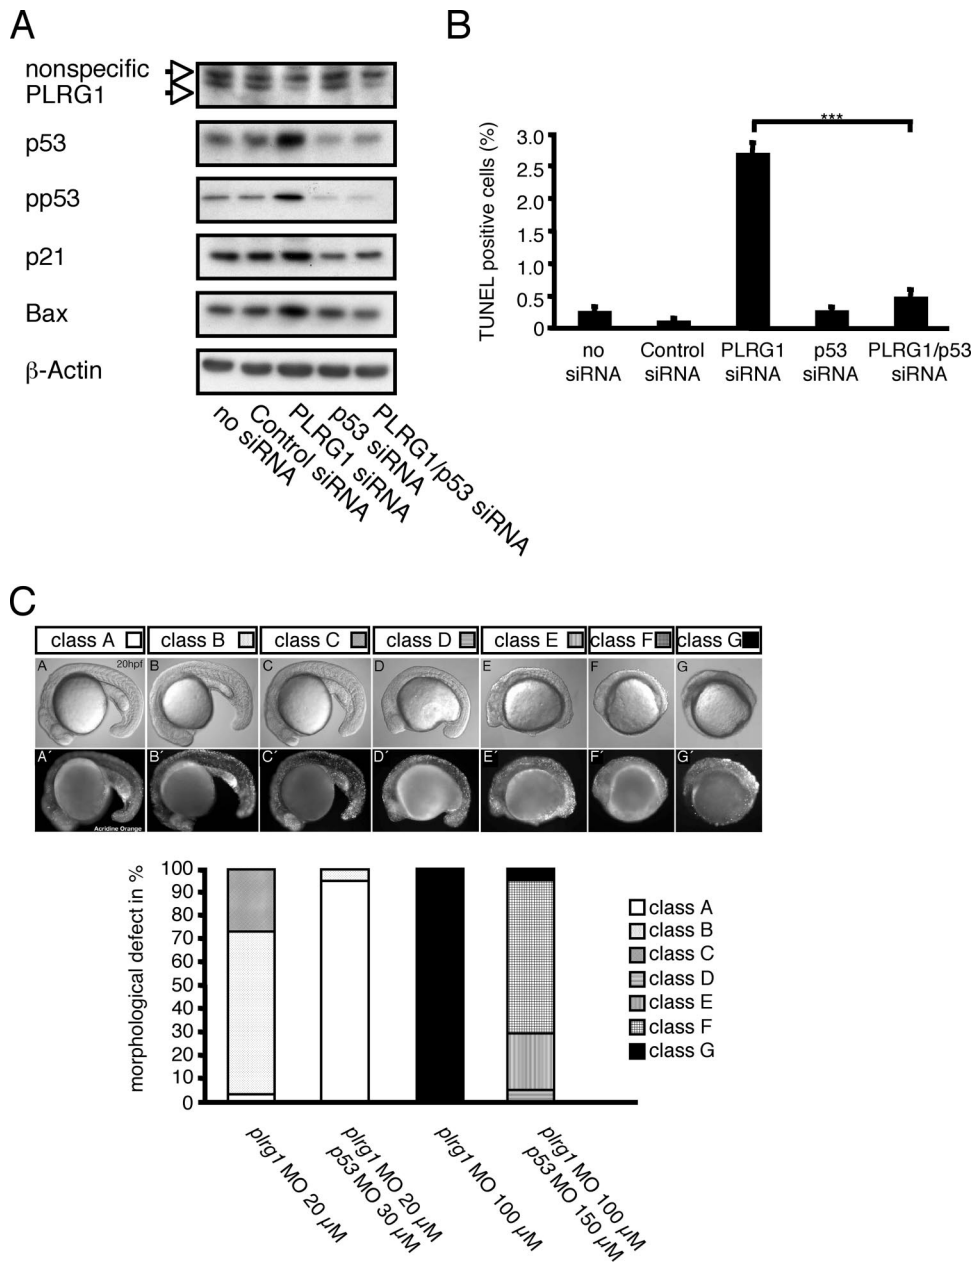 A
nonspecific
PLRG1
p53
pp53
p21
Bax
β-Actin
no siRNA
Control siRNA
PLRG1 siRNA
p53 siRNA
PLRG1/p53 siRNA
B
TUNEL positive cells (%)
***
3.0
2.5
2.0
1.5
1.0
0.5
0
no
siRNA
Control
siRNA
PLRG1
siRNA
p53
siRNA
PLRG1/p53
siRNA
C
class A class B class C class D class E class F class G
A 20hpf B C D E F G
A´ B´ C´ D´ E´ F´ G´
Acridine Orange
morphological defect in %
100
90
80
70
60
50
40
30
20
10
0
plrg1 MO 20 µM
plrg1 MO 20 µM
p53 MO 30 µM
plrg1 MO 100 µM
plrg1 MO 100 µM
p53 MO 150 µM
class A
class B
class C
class D
class E
class F
class G